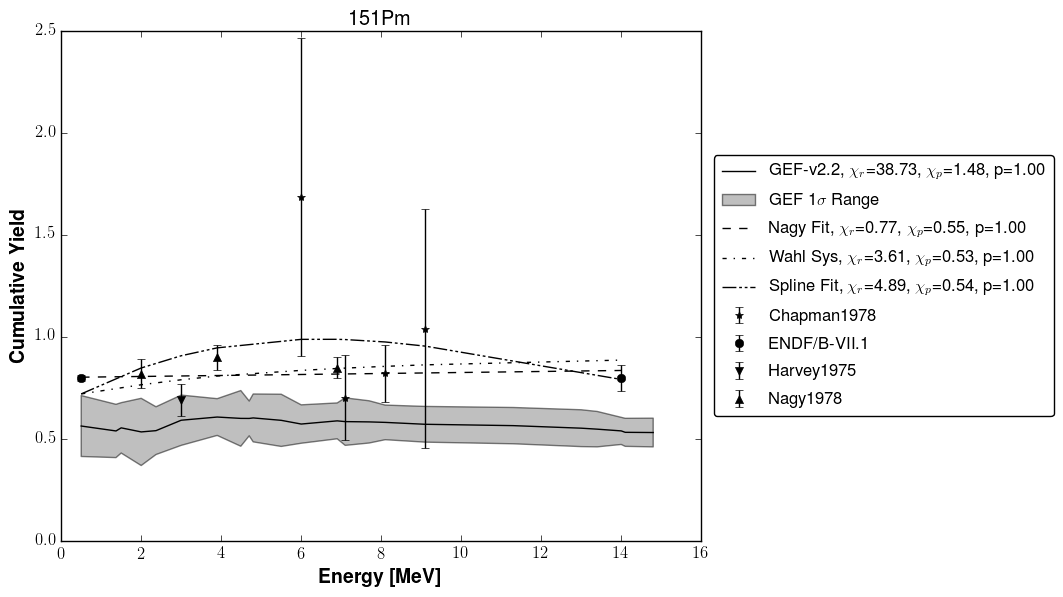 151Pm
2.5
2.0
1.5
1.0
0.5
0.0
Cumulative Yield
0 2 4 6 8 10 12 14 16
Energy [MeV]
GEF-v2.2, χr=38.73, χp=1.48, p=1.00
GEF 1σ Range
Nagy Fit, χr=0.77, χp=0.55, p=1.00
Wahl Sys, χr=3.61, χp=0.53, p=1.00
Spline Fit, χr=4.89, χp=0.54, p=1.00
Chapman1978
ENDF/B-VII.1
Harvey1975
Nagy1978